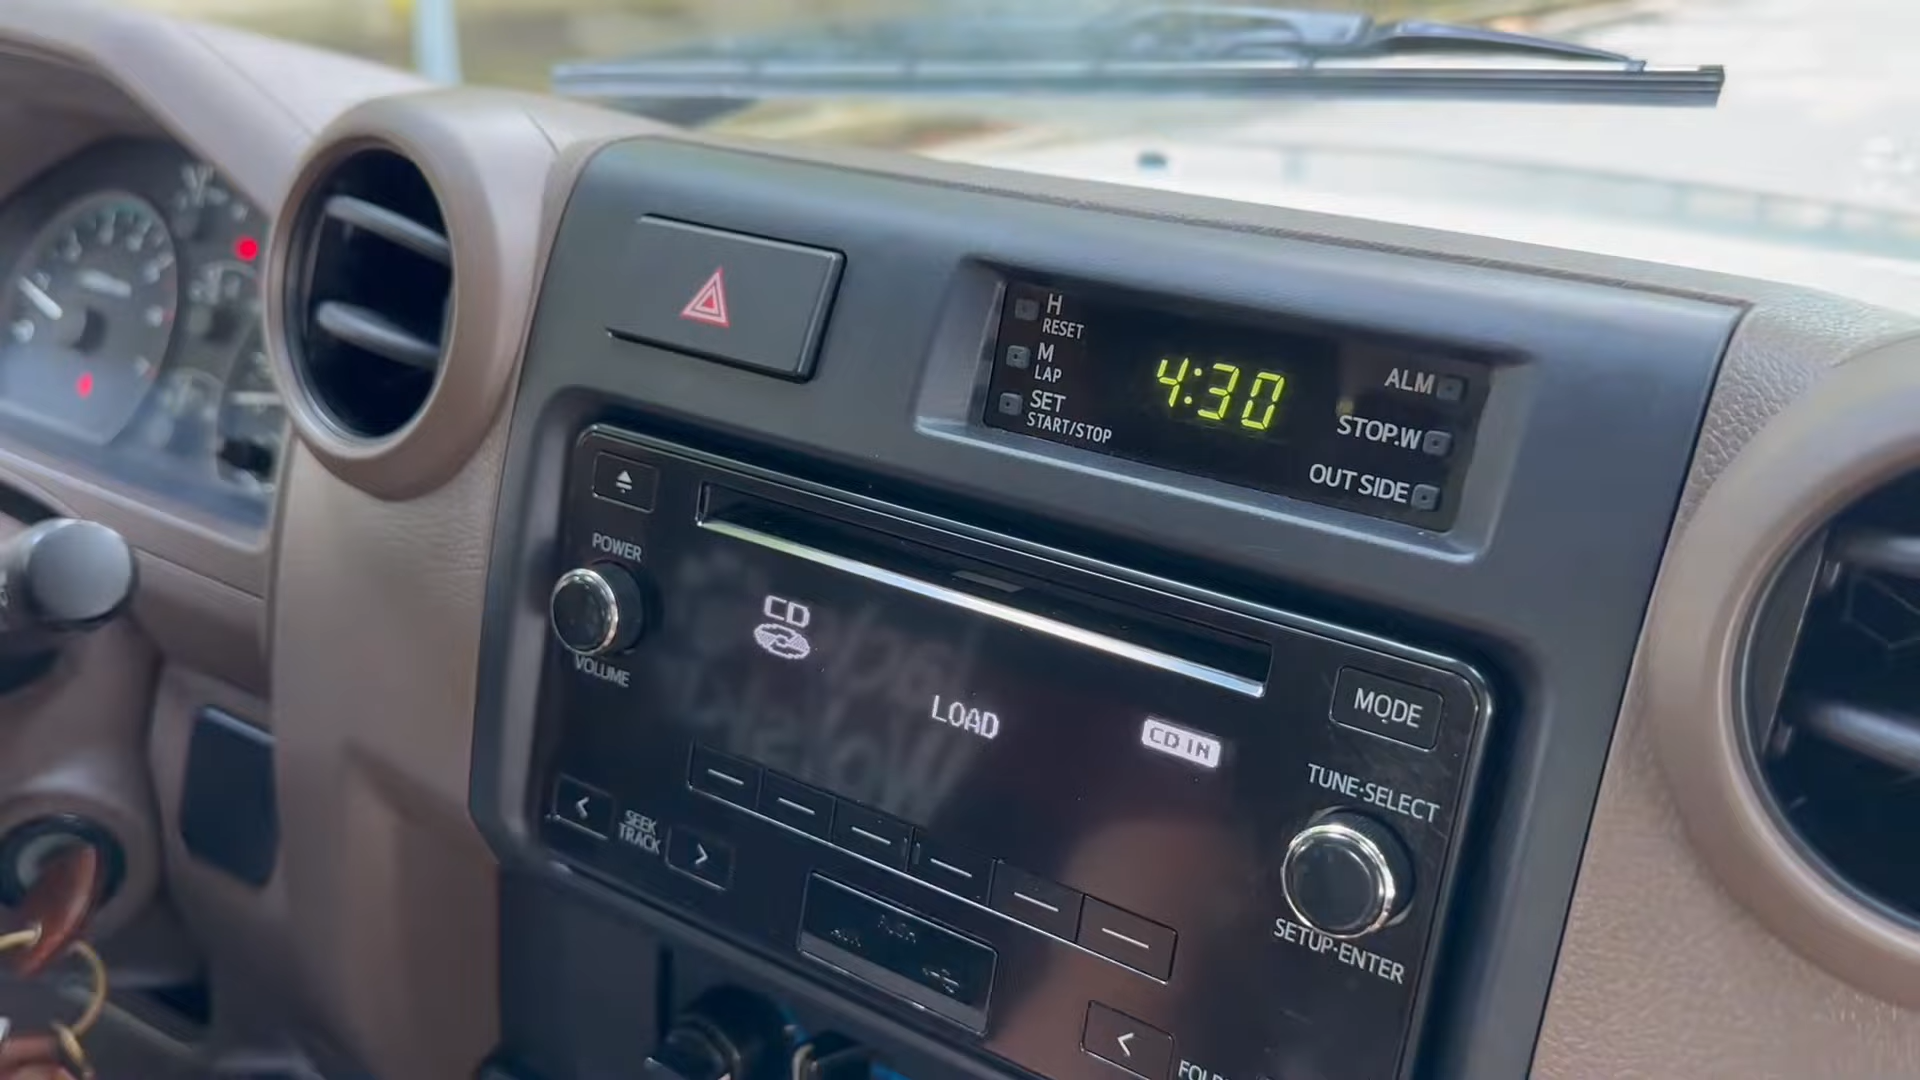 H
RESET
M
LAP
SET
START/STOP
4:30
ALM
STOP.W
OUT SIDE
POWER
VOLUME
CD
LOAD
CD IN
MODE
TUNE·SELECT
SEEK
TRACK
SETUP·ENTER